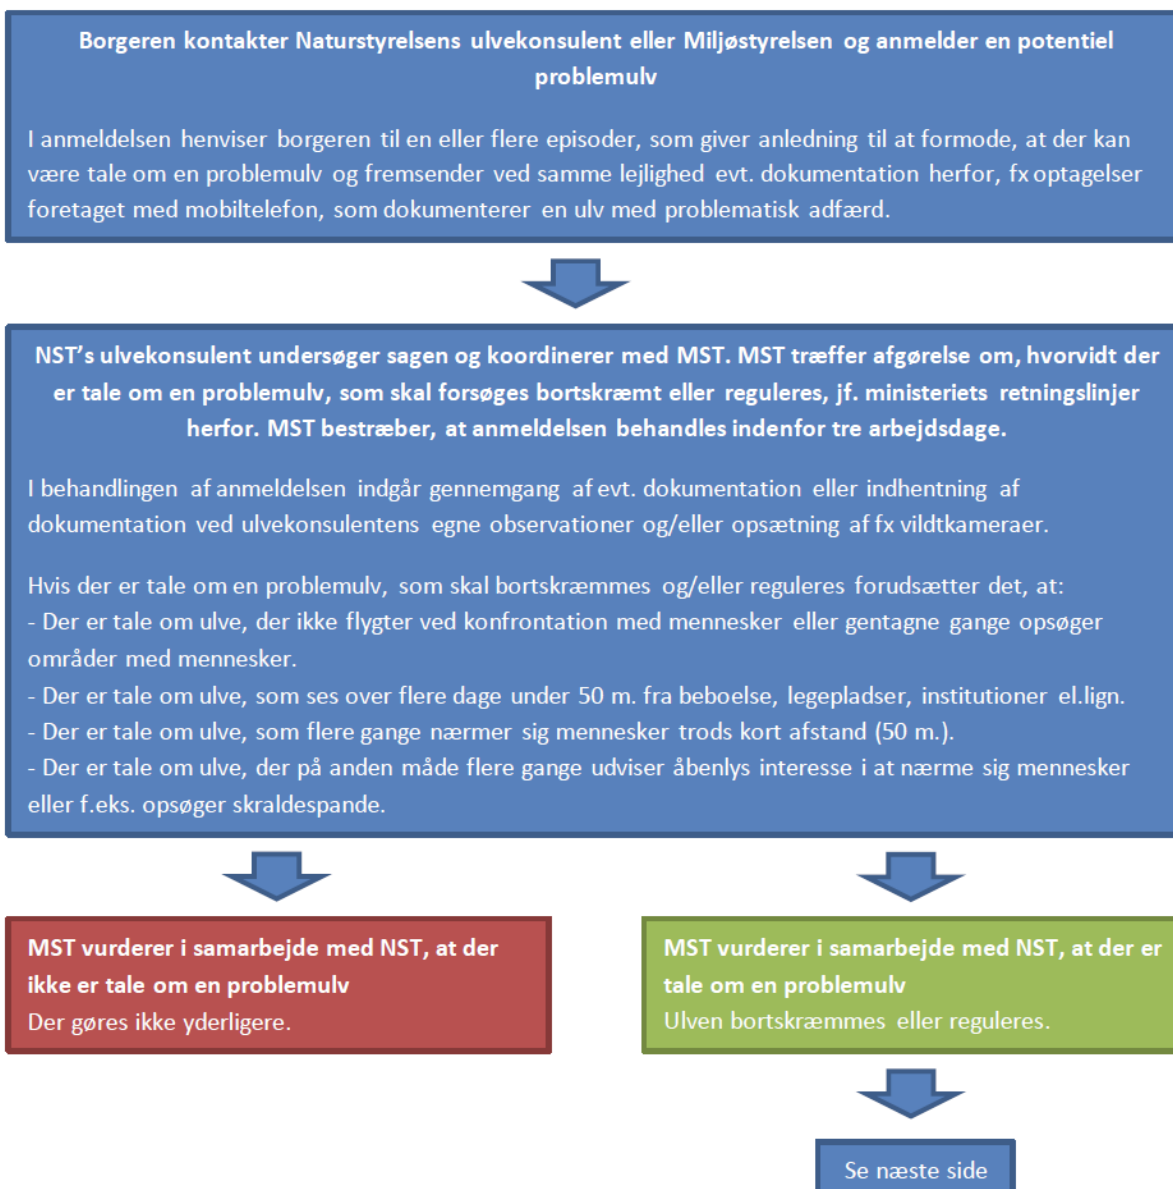 Borgeren kontakter Naturstyrelsens ulvekonsulent eller Miljøstyrelsen og anmelder en potentiel
problemulv
I anmeldelsen henviser borgeren til en eller flere episoder, som giver anledning til at formode, at der kan
være tale om en problemulv og fremsender ved samme lejlighed evt. dokumentation herfor, fx optagelser
foretaget med mobiltelefon, som dokumenterer en ulv med problematisk adfærd.
NST's ulvekonsulent undersøger sagen og koordinerer med MST. MST træffer afgørelse om, hvorvidt der
er tale om en problemulv, som skal forsøges bortskræmt eller reguleres, jf. ministeriets retningslinjer
herfor. MST bestræber, at anmeldelsen behandles indenfor tre arbejdsdage.
I behandlingen af anmeldelsen indgår gennemgang af evt. dokumentation eller indhentning af
dokumentation ved ulvekonsulentens egne observationer og/eller opsætning af fx vildtkameraer.
Hvis der er tale om en problemulv, som skal bortskræmmes og/eller reguleres forudsætter det, at:
- Der er tale om ulve, der ikke flygter ved konfrontation med mennesker eller gentagne gange opsøger
områder med mennesker.
- Der er tale om ulve, som ses over flere dage under 50 m. fra beboelse, legepladser, institutioner el.lign.
- Der er tale om ulve, som flere gange nærmer sig mennesker trods kort afstand (50 m.).
- Der er tale om ulve, der på anden måde flere gange udviser åbenlys interesse i at nærme sig mennesker
eller f.eks. opsøger skraldespande.
MST vurderer i samarbejde med NST, at der
ikke er tale om en problemulv
Der gøres ikke yderligere.
MST vurderer i samarbejde med NST, at der er
tale om en problemulv
Ulven bortskræmmes eller reguleres.
Se næste side